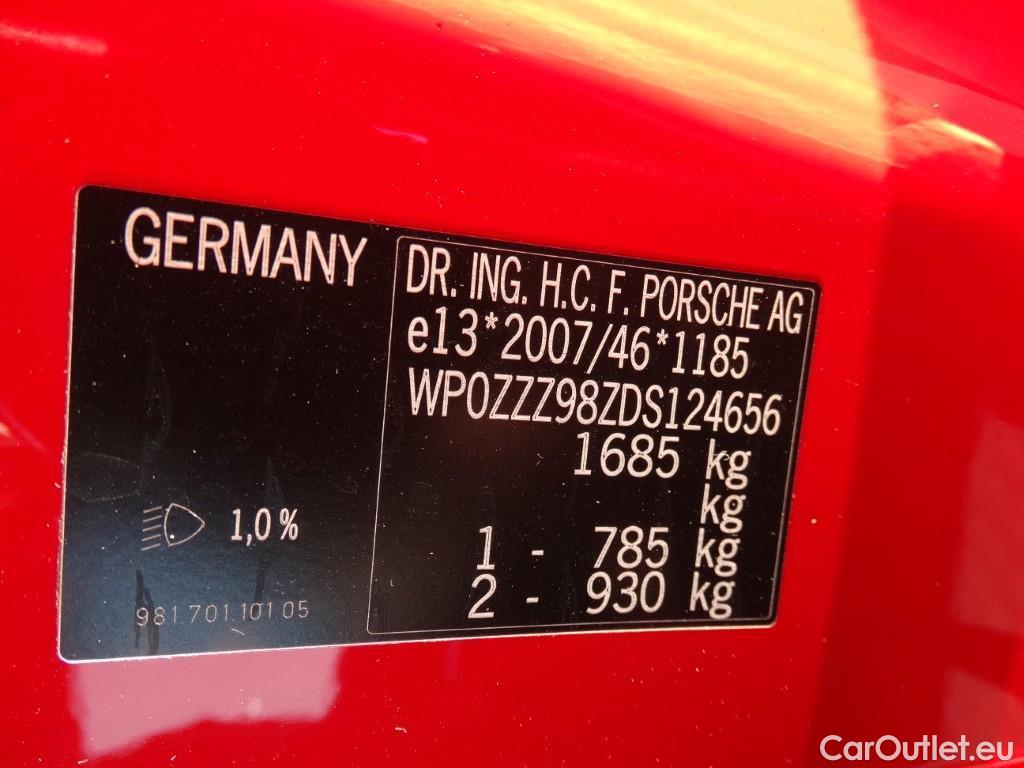 GERMANY
1,0%
981.701.101 05
DR. ING. H.C. F. PORSCHE AG
e13*2007/46*1185
WP0ZZZ98ZDS124656
1685 kg
kg
1 - 785 kg
2 - 930 kg
CarOutlet.eu